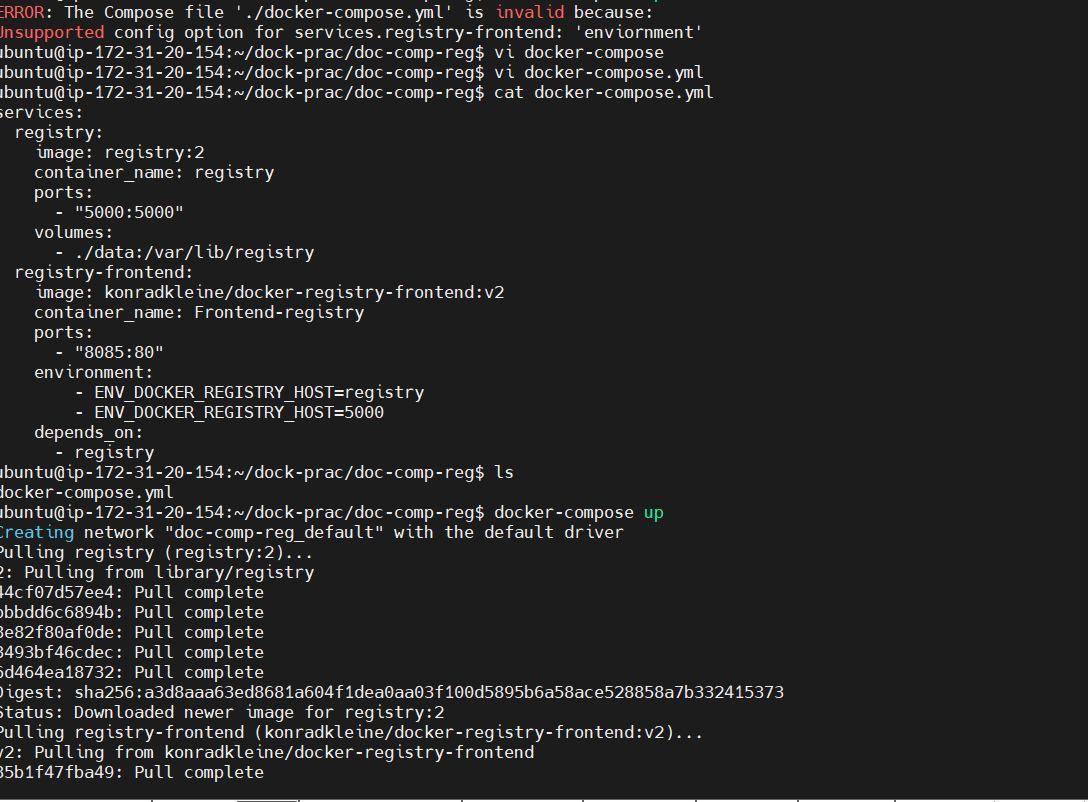 ERROR: The Compose file './docker-compose.yml' is invalid because:
Unsupported config option for services.registry-frontend: 'enviornment'
ubuntu@ip-172-31-20-154:~/dock-prac/doc-comp-reg$ vi docker-compose
ubuntu@ip-172-31-20-154:~/dock-prac/doc-comp-reg$ vi docker-compose.yml
ubuntu@ip-172-31-20-154:~/dock-prac/doc-comp-reg$ cat docker-compose.yml
services:
  registry:
    image: registry:2
    container_name: registry
    ports:
      - "5000:5000"
    volumes:
      - ./data:/var/lib/registry
  registry-frontend:
    image: konradkleine/docker-registry-frontend:v2
    container_name: Frontend-registry
    ports:
      - "8085:80"
    environment:
        - ENV_DOCKER_REGISTRY_HOST=registry
        - ENV_DOCKER_REGISTRY_HOST=5000
    depends_on:
      - registry
ubuntu@ip-172-31-20-154:~/dock-prac/doc-comp-reg$ ls
docker-compose.yml
ubuntu@ip-172-31-20-154:~/dock-prac/doc-comp-reg$ docker-compose up
Creating network "doc-comp-reg_default" with the default driver
Pulling registry (registry:2)...
2: Pulling from library/registry
44cf07d57ee4: Pull complete
bbbdd6c6894b: Pull complete
8e82f80af0de: Pull complete
3493bf46cdec: Pull complete
6d464ea18732: Pull complete
Digest: sha256:a3d8aaa63ed8681a604f1dea0aa03f100d5895b6a58ace528858a7b332415373
Status: Downloaded newer image for registry:2
Pulling registry-frontend (konradkleine/docker-registry-frontend:v2)...
v2: Pulling from konradkleine/docker-registry-frontend
85b1f47fba49: Pull complete